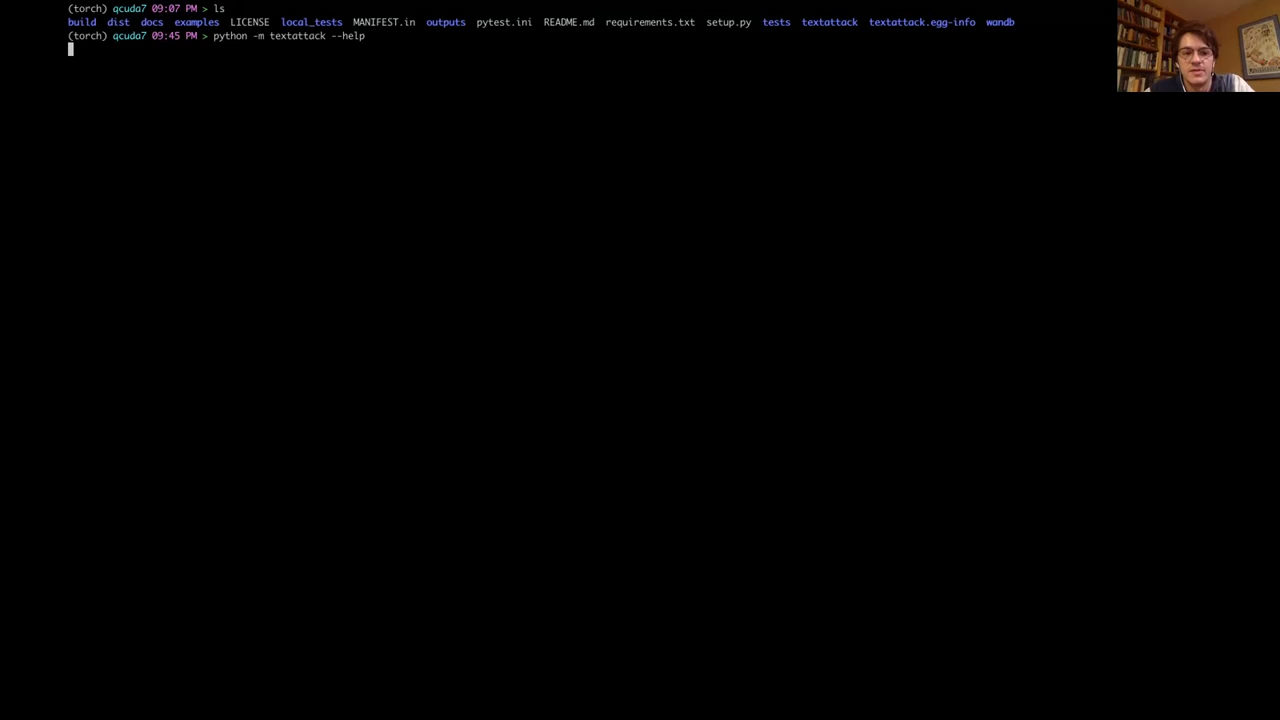 (torch) qcuda7 09:07 PM > ls
build dist docs examples LICENSE local_tests MANIFEST.in outputs pytest.ini README.md requirements.txt setup.py tests textattack textattack.egg-info wandb
(torch) qcuda7 09:45 PM > python -m textattack --help